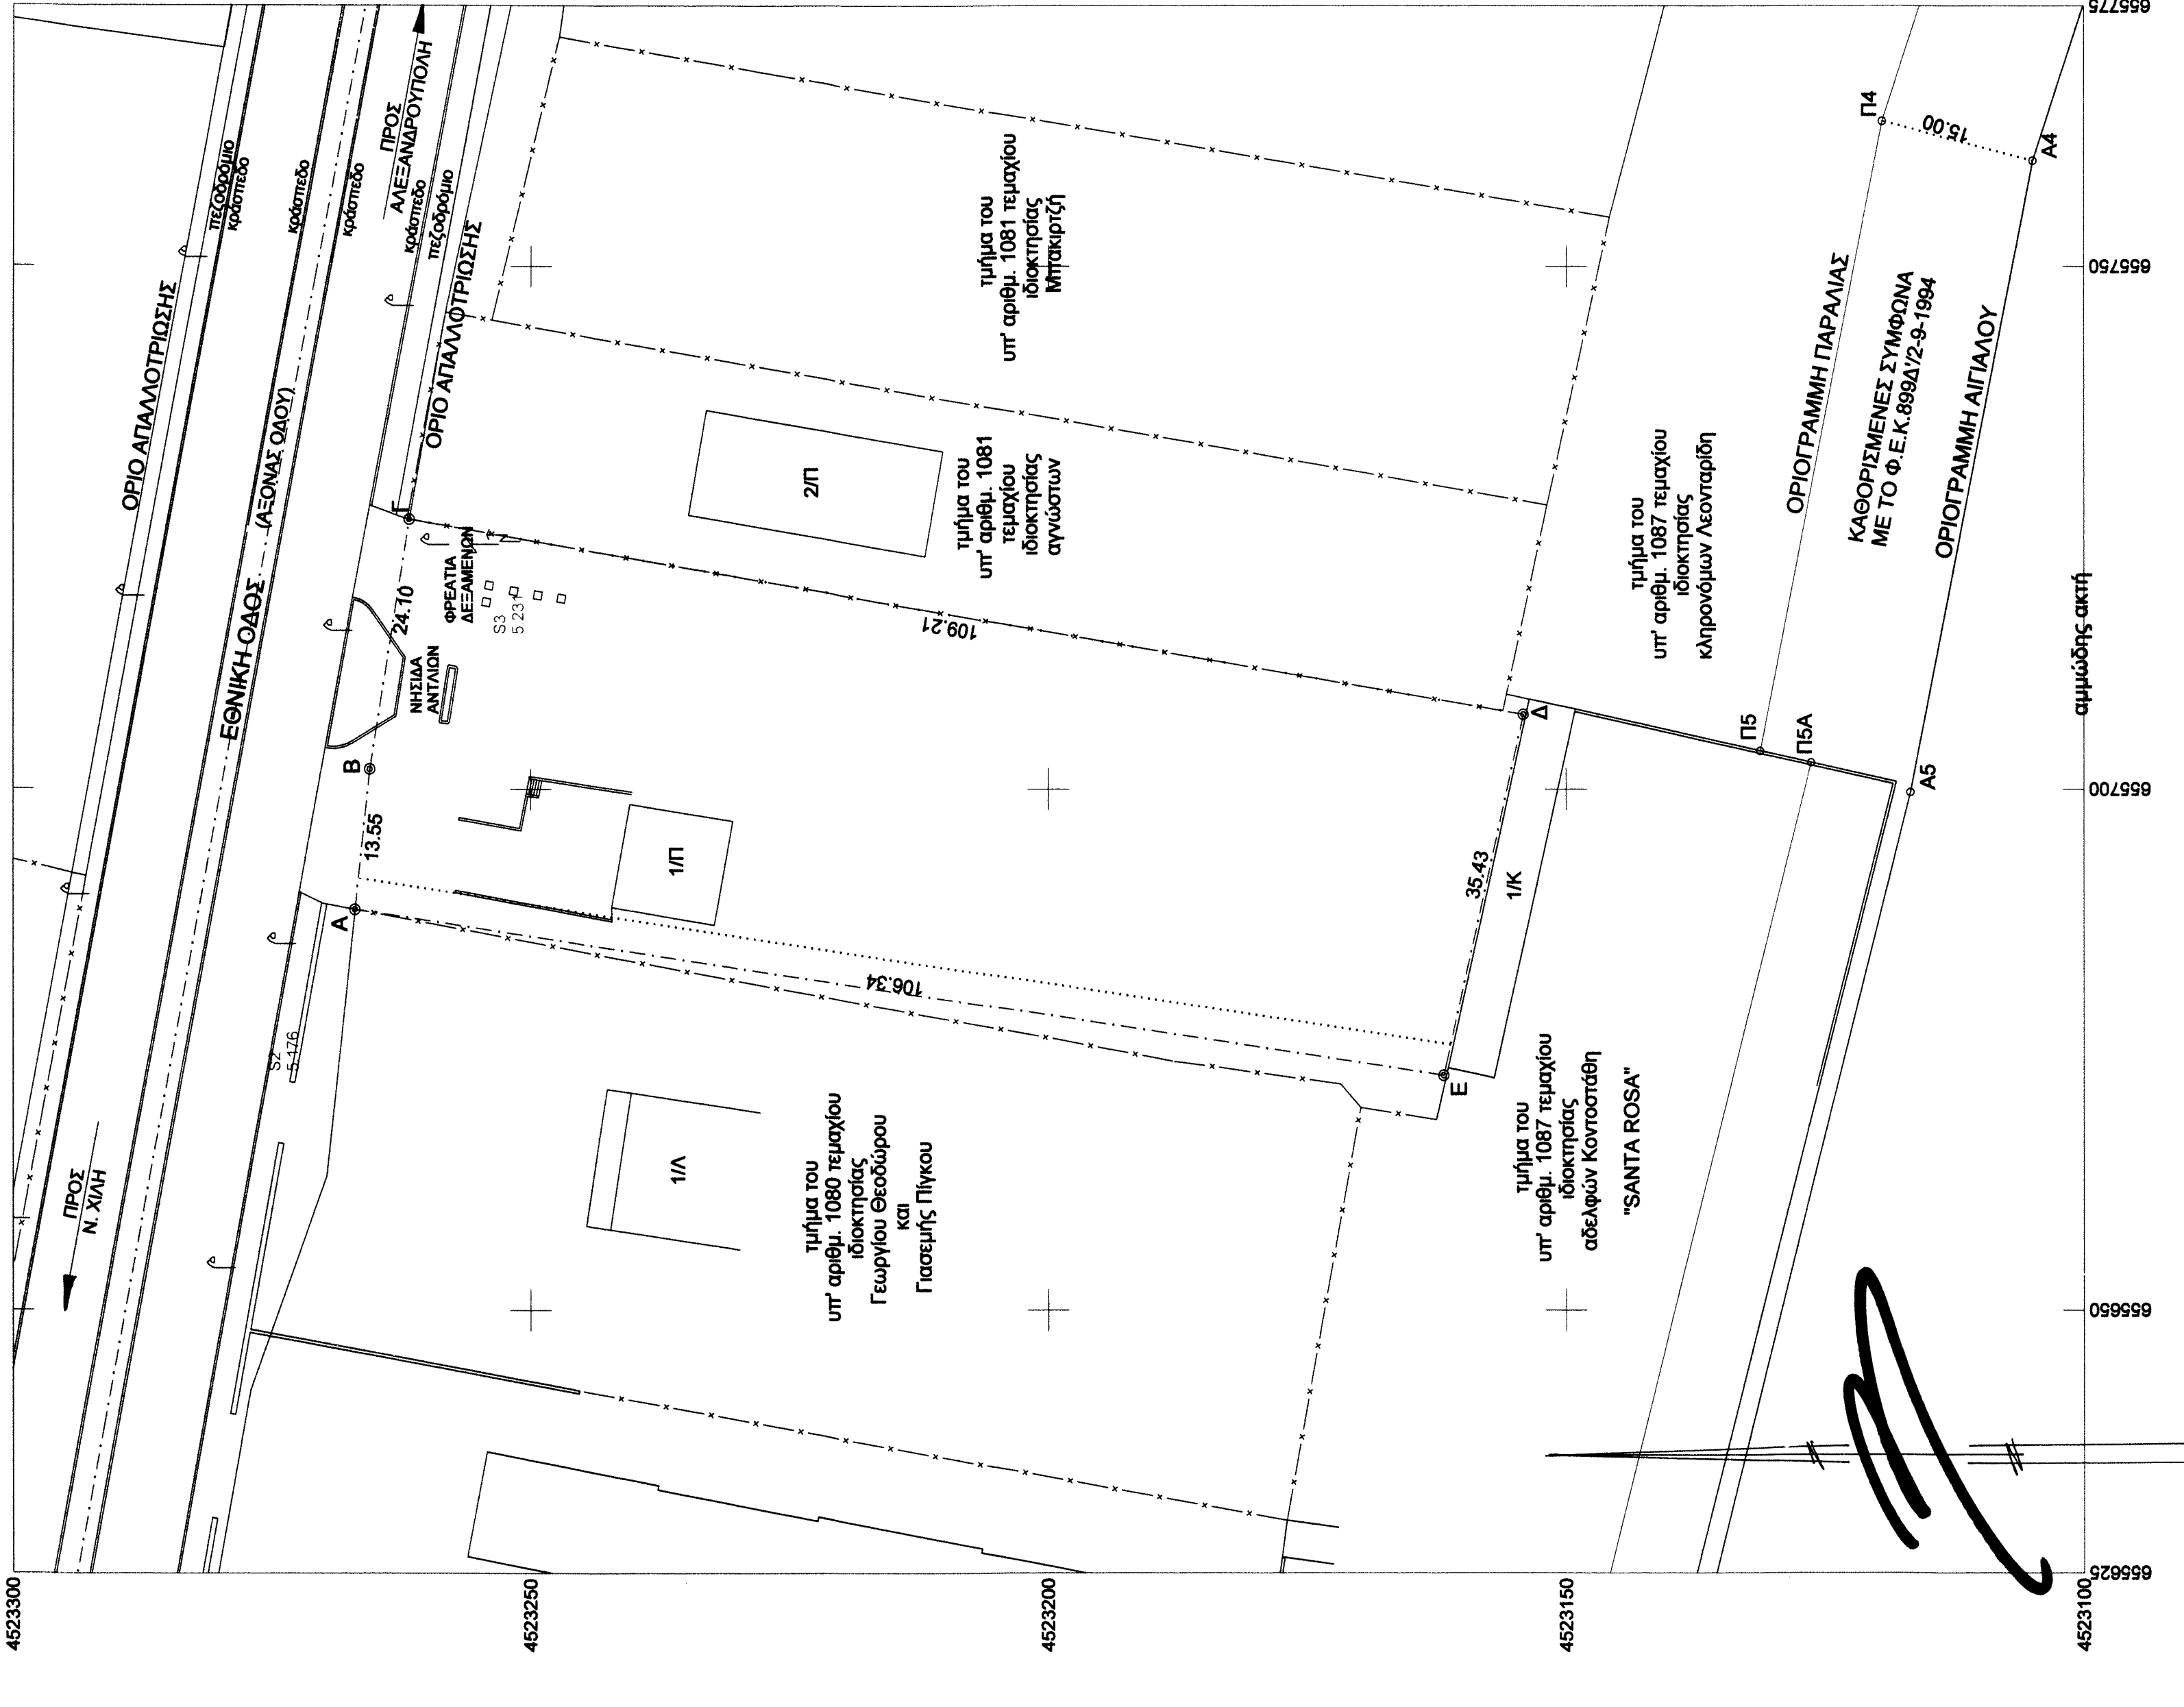 ΟΡΙΟ ΑΠΑΛΛΟΤΡΙΩΣΗΣ
πεζοδρόμιο
κράσπεδο
κράσπεδο
κράσπεδο
ΕΘΝΙΚΗ ΟΔΟΣ (ΑΞΟΝΑΣ ΟΔΟΥ)
ΠΡΟΣ
Ν. ΧΙΛΗ
ΠΡΟΣ
ΑΛΕΞΑΝΔΡΟΥΠΟΛΗ
κράσπεδο
πεζοδρόμιο
ΟΡΙΟ ΑΠΑΛΛΟΤΡΙΩΣΗΣ
S2
5.176
Α
13.55
Β
24.10
Γ
ΝΗΣΙΔΑ
ΑΝΤΛΙΩΝ
ΦΡΕΑΤΙΑ
ΔΕΞΑΜΕΝΩΝ
S3
5.231
1/Λ
1/Π
2/Π
106.34
109.21
τμήμα του
υπ' αριθμ. 1080 τεμαχίου
ιδιοκτησίας
Γεωργίου Θεοδώρου
και
Γιασεμής Πίγκου
τμήμα του
υπ' αριθμ. 1081
τεμαχίου
ιδιοκτησίας
αγνώστων
τμήμα του
υπ' αριθμ. 1081 τεμαχίου
ιδιοκτησίας
Μπακιρτζή
Ε
35.43
1/Κ
Δ
τμήμα του
υπ' αριθμ. 1087 τεμαχίου
ιδιοκτησίας
αδελφών Κοντοστάθη
"SANTA ROSA"
τμήμα του
υπ' αριθμ. 1087 τεμαχίου
ιδιοκτησίας
κληρονόμων Λεονταρίδη
Π5
Π5Α
Α5
ΟΡΙΟΓΡΑΜΜΗ ΠΑΡΑΛΙΑΣ
ΚΑΘΟΡΙΣΜΕΝΕΣ ΣΥΜΦΩΝΑ
ΜΕ ΤΟ Φ.Ε.Κ.899Δ'/2-9-1994
ΟΡΙΟΓΡΑΜΜΗ ΑΙΓΙΑΛΟΥ
Π4
15.00
Α4
αμμώδης ακτή
4523300
4523250
4523200
4523150
4523100
655625
655650
655700
655750
655775